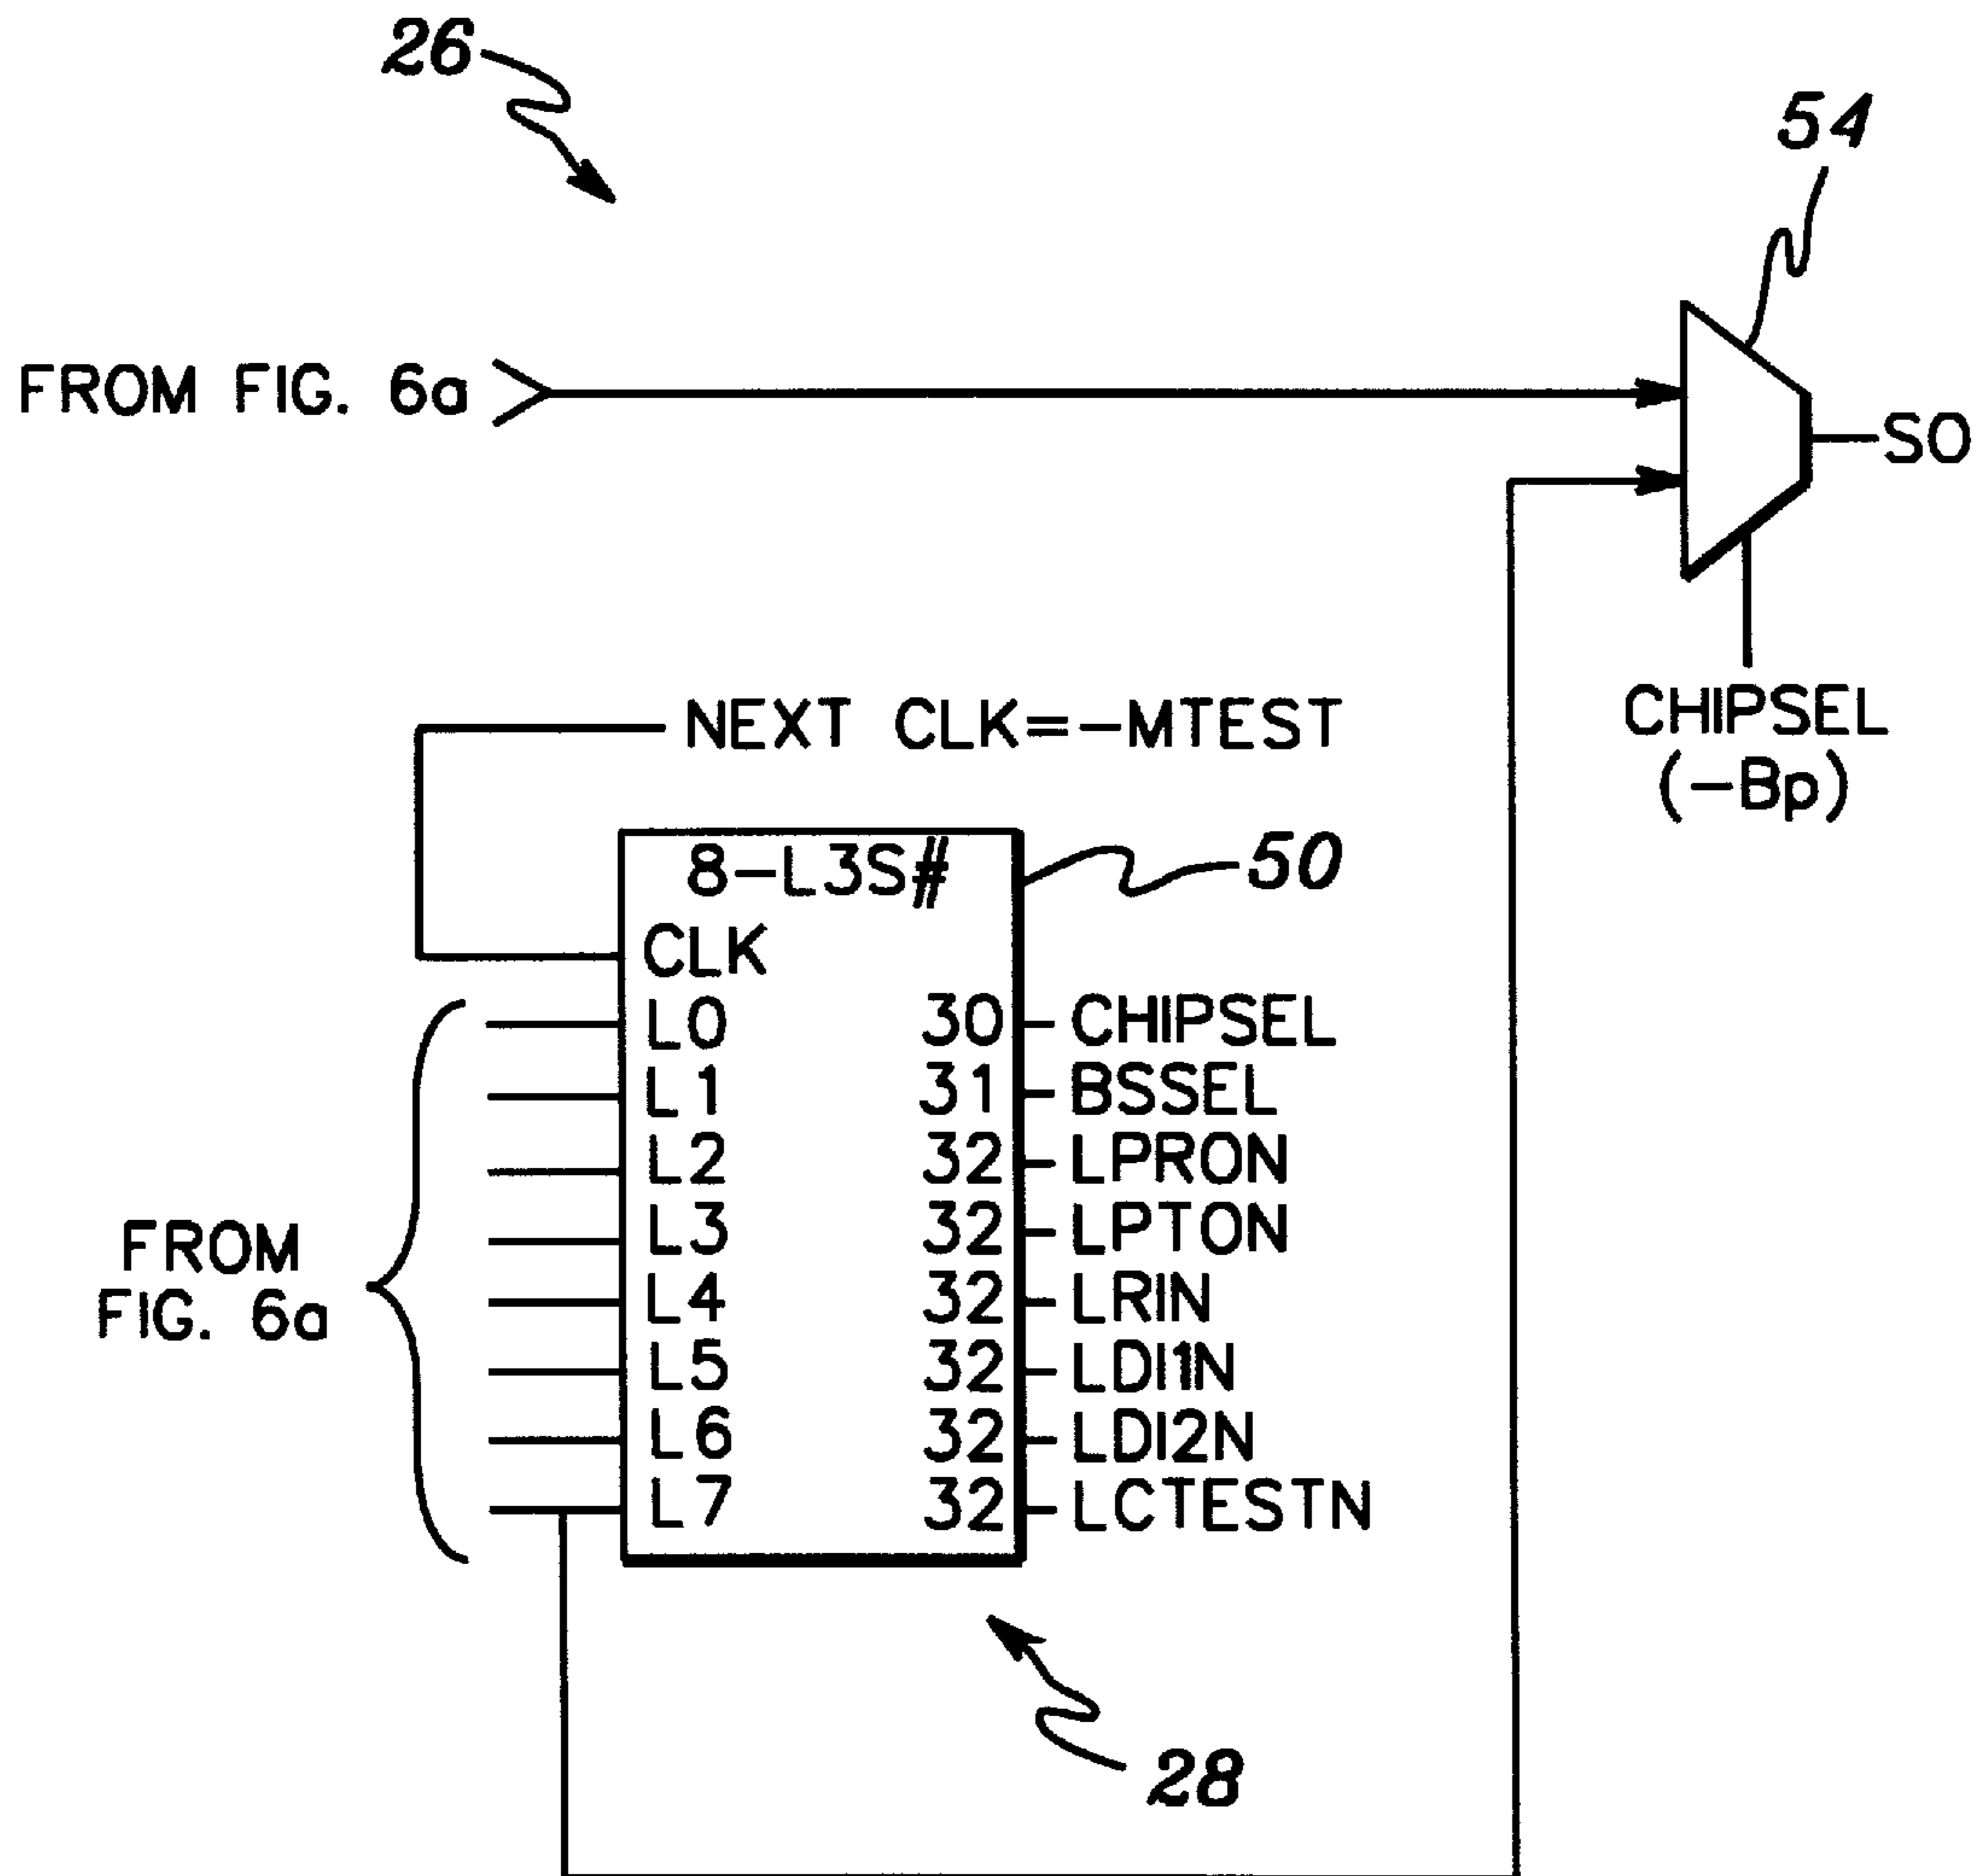 26
54
FROM FIG. 6a
SO
CHIPSEL
(-Bp)
NEXT CLK=-MTEST
8-L3S#
50
CLK
L0 30 CHIPSEL
L1 31 BSSEL
L2 32 LPRON
L3 32 LPTON
L4 32 LRIN
L5 32 LDI1N
L6 32 LDI2N
L7 32 LCTESTN
FROM
FIG. 6a
28